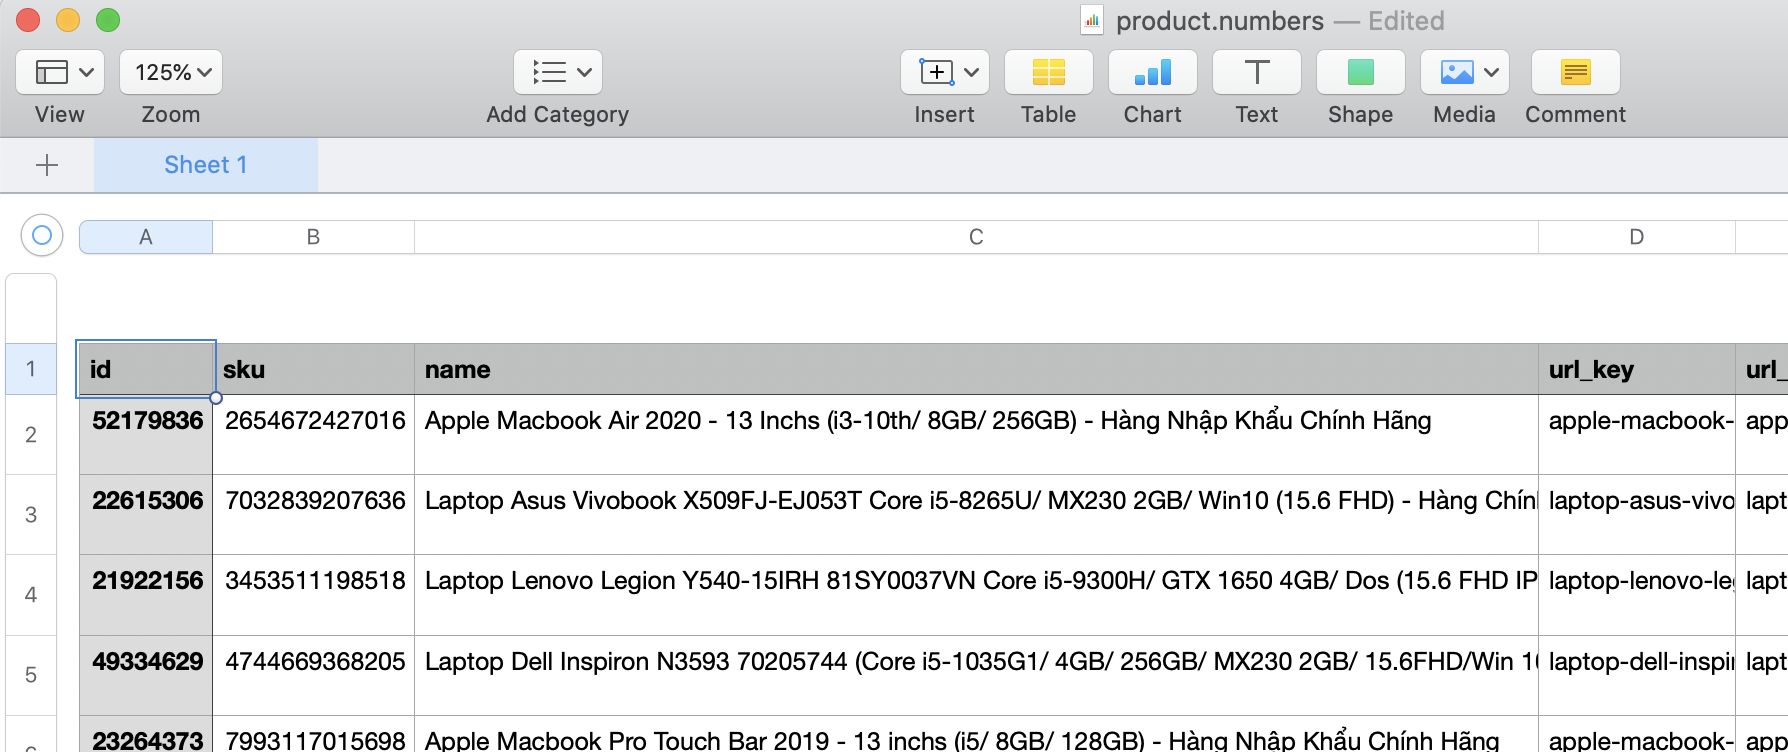 product.numbers — Edited
125%
View Zoom Add Category Insert Table Chart Text Shape Media Comment
Sheet 1
A B C D
1 id sku name url_key url_
2 52179836 2654672427016 Apple Macbook Air 2020 - 13 Inchs (i3-10th/ 8GB/ 256GB) - Hàng Nhập Khẩu Chính Hãng apple-macbook- app
3 22615306 7032839207636 Laptop Asus Vivobook X509FJ-EJ053T Core i5-8265U/ MX230 2GB/ Win10 (15.6 FHD) - Hàng Chín laptop-asus-vivo lapt
4 21922156 3453511198518 Laptop Lenovo Legion Y540-15IRH 81SY0037VN Core i5-9300H/ GTX 1650 4GB/ Dos (15.6 FHD IP laptop-lenovo-le lapt
5 49334629 4744669368205 Laptop Dell Inspiron N3593 70205744 (Core i5-1035G1/ 4GB/ 256GB/ MX230 2GB/ 15.6FHD/Win 1 laptop-dell-inspi lapt
23264373 7993117015698 Apple Macbook Pro Touch Bar 2019 - 13 inchs (i5/ 8GB/ 128GB) - Hàng Nhập Khẩu Chính Hãng apple-macbook- app